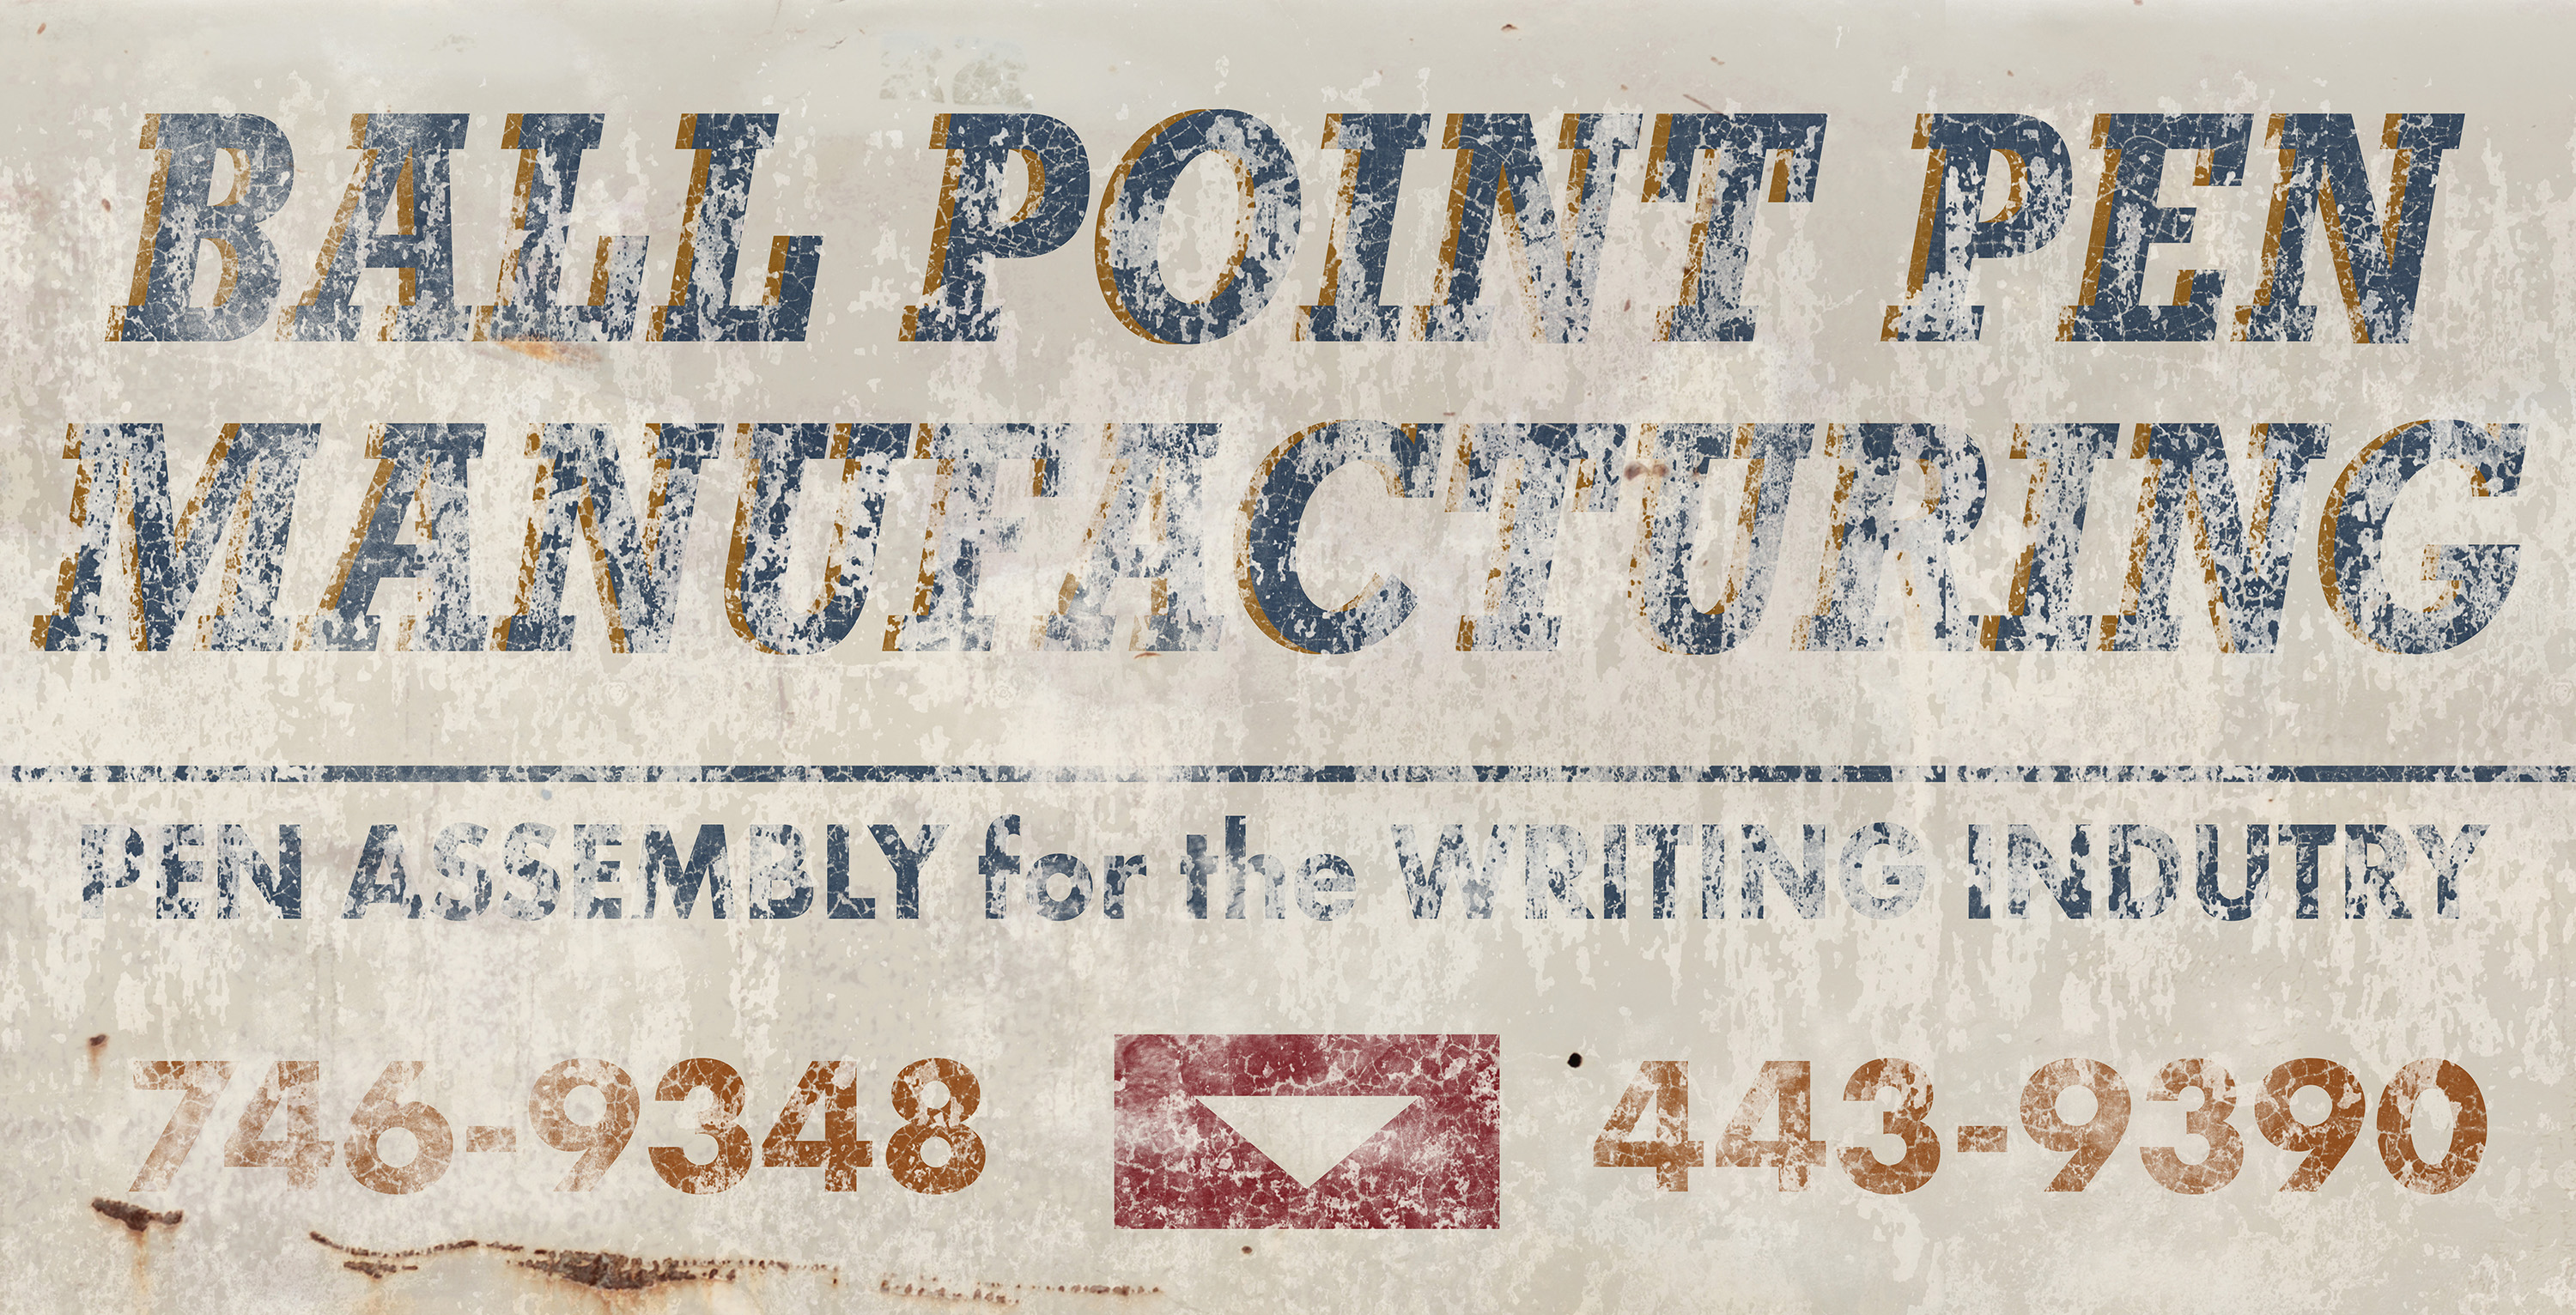 BALL POINT PEN
MANUFACTURING
PEN ASSEMBLY for the WRITING INDUTRY
746-9348 443-9390